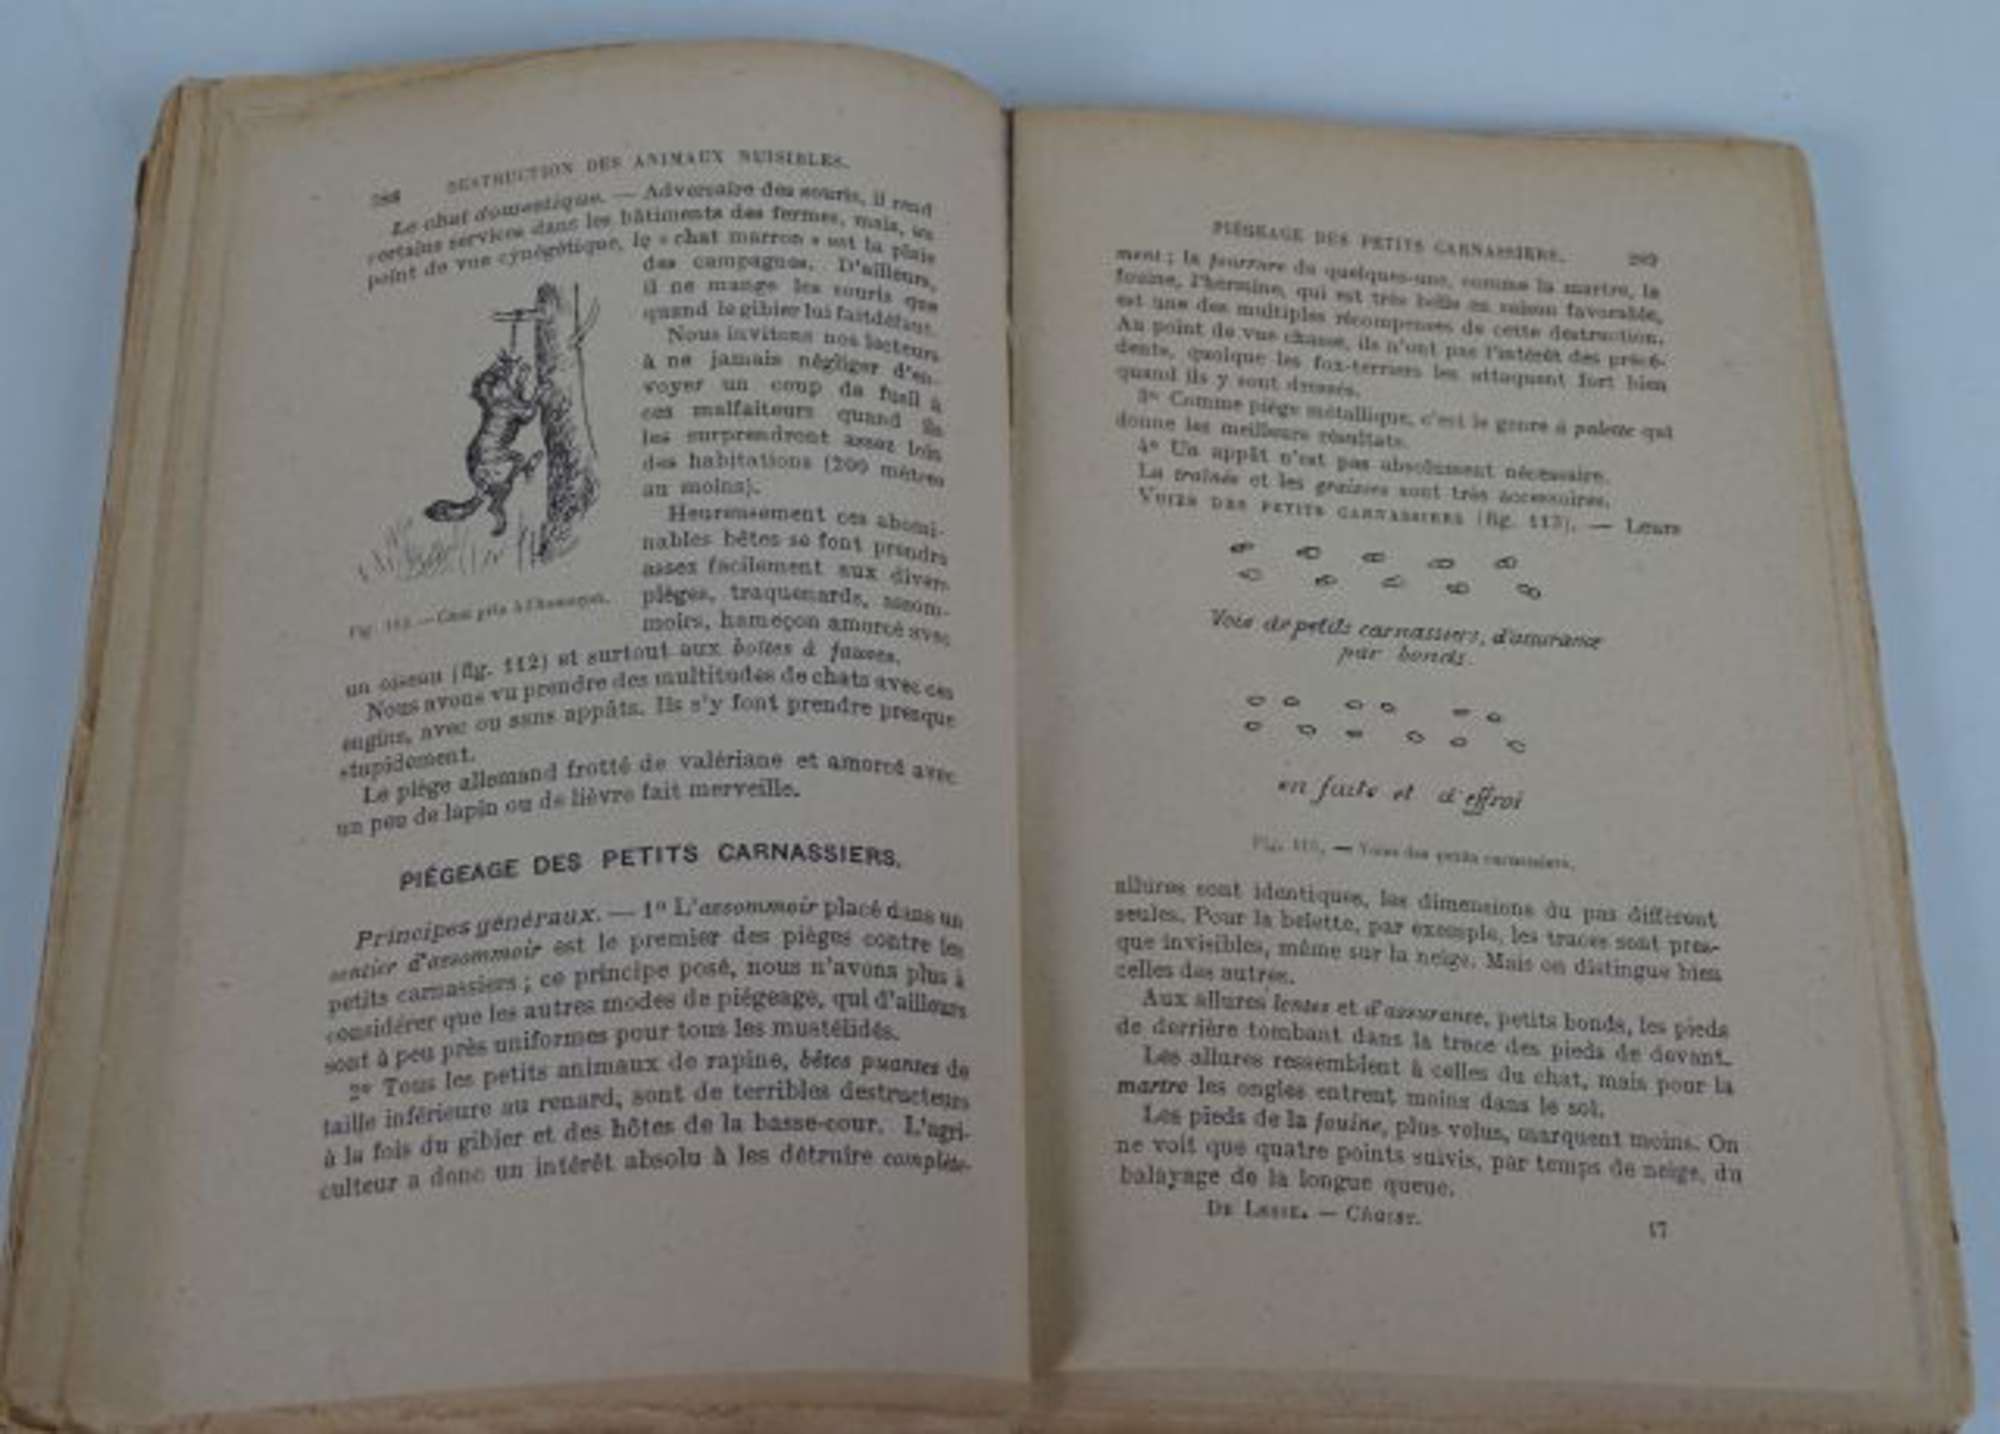 288 DESTRUCTION DES ANIMAUX NUISIBLES.
Le chat domestique. — Adversaire des souris, il rend
certains services dans les bâtiments des fermes, mais, au
point de vue cynégétique, le « chat marron » est la plaie
des campagnes. D'ailleurs,
il ne mange les souris que
quand le gibier lui fait défaut.
Nous invitons nos lecteurs
à ne jamais négliger d'en-
voyer un coup de fusil à
ces malfaiteurs quand ils
les surprendront assez loin
des habitations (200 mètres
au moins).
Heureusement ces abomi-
nables bêtes se font prendre
assez facilement aux divers
pièges, traquenards, assom-
moirs, hameçon amorcé avec
Fig. 112. — Chat pris à l'hameçon.
un oiseau (fig. 112) et surtout aux boîtes à fauves.
Nous avons vu prendre des multitudes de chats avec ces
engins, avec ou sans appâts. Ils s'y font prendre presque
stupidement.
Le piège allemand frotté de valériane et amorcé avec
un peu de lapin ou de lièvre fait merveille.
PIÉGEAGE DES PETITS CARNASSIERS.
Principes généraux. — 1º L'assommoir placé dans un
sentier d'assommoir est le premier des pièges contre les
petits carnassiers ; ce principe posé, nous n'avons plus à
considérer que les autres modes de piégeage, qui d'ailleurs
sont à peu près uniformes pour tous les mustélidés.
2º Tous les petits animaux de rapine, bêtes puantes de
taille inférieure au renard, sont de terribles destructeurs
à la fois du gibier et des hôtes de la basse-cour. L'agri-
culteur a donc un intérêt absolu à les détruire complète-
PIÉGEAGE DES PETITS CARNASSIERS. 289
ment ; la fourrure de quelques-uns, comme la martre, la
fouine, l'hermine, qui est très belle en saison favorable,
est une des multiples récompenses de cette destruction.
Au point de vue chasse, ils n'ont pas l'intérêt des précé-
dents, quoique les fox-terriers les attaquent fort bien
quand ils y sont dressés.
3º Comme piège métallique, c'est le genre à palette qui
donne les meilleurs résultats.
4º Un appât n'est pas absolument nécessaire.
La traînée et les graisses sont très accessoires.
VOIES DES PETITS CARNASSIERS (fig. 113). — Leurs
Voie de petits carnassiers, d'assurance
par bonds.
en fuite et d'effroi
Fig. 113. — Voies des petits carnassiers.
allures sont identiques, les dimensions du pas diffèrent
seules. Pour la belette, par exemple, les traces sont pres-
que invisibles, même sur la neige. Mais on distingue bien
celles des autres.
Aux allures lentes et d'assurance, petits bonds, les pieds
de derrière tombant dans la trace des pieds de devant.
Les allures ressemblent à celles du chat, mais pour la
martre les ongles entrent moins dans le sol.
Les pieds de la fouine, plus velus, marquent moins. On
ne voit que quatre points suivis, par temps de neige, du
balayage de la longue queue.
DE LESSE. — Chasse. 17